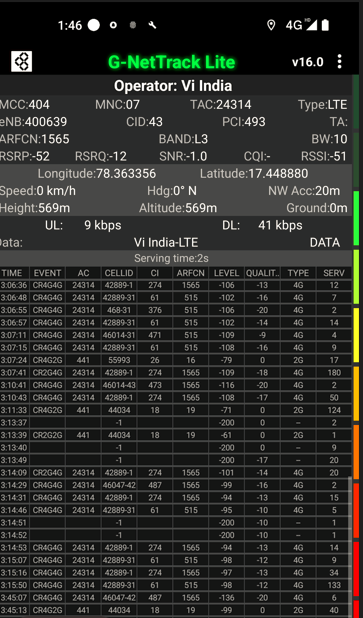 1:46 4G HD
G-NetTrack Lite v16.0
Operator: Vi India
MCC:404 MNC:07 TAC:24314 Type:LTE
eNB:400639 CID:43 PCI:493 TA:
ARFCN:1565 BAND:L3 BW:10
RSRP:-52 RSRQ:-12 SNR:-1.0 CQI:- RSSI:-51
Longitude:78.363356 Latitude:17.448880
Speed:0 km/h Hdg:0° N NW Acc:20m
Height:569m Altitude:569m Ground:0m
UL: 9 kbps DL: 41 kbps
Data: Vi India-LTE DATA
Serving time:2s
TIME EVENT AC CELLID CI ARFCN LEVEL QUALIT.. TYPE SERV
3:06:36 CR4G4G 24314 42889-1 274 1565 -106 -13 4G 12
3:06:48 CR4G4G 24314 42889-31 61 515 -102 -16 4G 7
3:06:55 CR4G4G 24314 468-31 376 515 -106 -20 4G 2
3:06:57 CR4G4G 24314 42889-31 61 515 -102 -14 4G 14
3:07:11 CR4G4G 24314 46014-31 471 515 -109 -9 4G 4
3:07:15 CR4G4G 24314 42889-31 61 515 -108 -16 4G 9
3:07:24 CR4G2G 441 55993 26 16 -79 0 2G 17
3:07:41 CR2G4G 24314 42889-1 274 1565 -109 -18 4G 180
3:10:41 CR4G4G 24314 46014-43 473 1565 -116 -20 4G 2
3:10:43 CR4G4G 24314 42889-1 274 1565 -108 -17 4G 50
3:11:33 CR4G2G 441 44034 18 19 -71 0 2G 124
3:13:37 -1 -200 0 – 2
3:13:39 CR2G2G 441 44034 18 19 -61 0 2G 1
3:13:40 -1 -200 0 – 9
3:13:49 -1 -200 -17 – 20
3:14:09 CR2G4G 24314 42889-1 274 1565 -101 -14 4G 20
3:14:29 CR4G4G 24314 46047-42 487 1565 -99 -16 4G 2
3:14:31 CR4G4G 24314 42889-1 274 1565 -94 -13 4G 15
3:14:46 CR4G4G 24314 42889-31 61 515 -95 -10 4G 5
3:14:51 -1 -200 -10 – 1
3:14:52 -1 -200 -10 – 1
3:14:53 CR4G4G 24314 42889-1 274 1565 -94 -13 4G 14
3:15:07 CR4G4G 24314 42889-31 61 515 -98 -12 4G 9
3:15:16 CR4G4G 24314 42889-1 274 1565 -97 -13 4G 34
3:15:50 CR4G4G 24314 42889-31 61 515 -98 -12 4G 133
3:45:07 CR4G4G 24314 46047-42 487 1565 -136 -20 4G 6
3:45:13 CR4G2G 441 44034 18 19 -99 0 2G 40